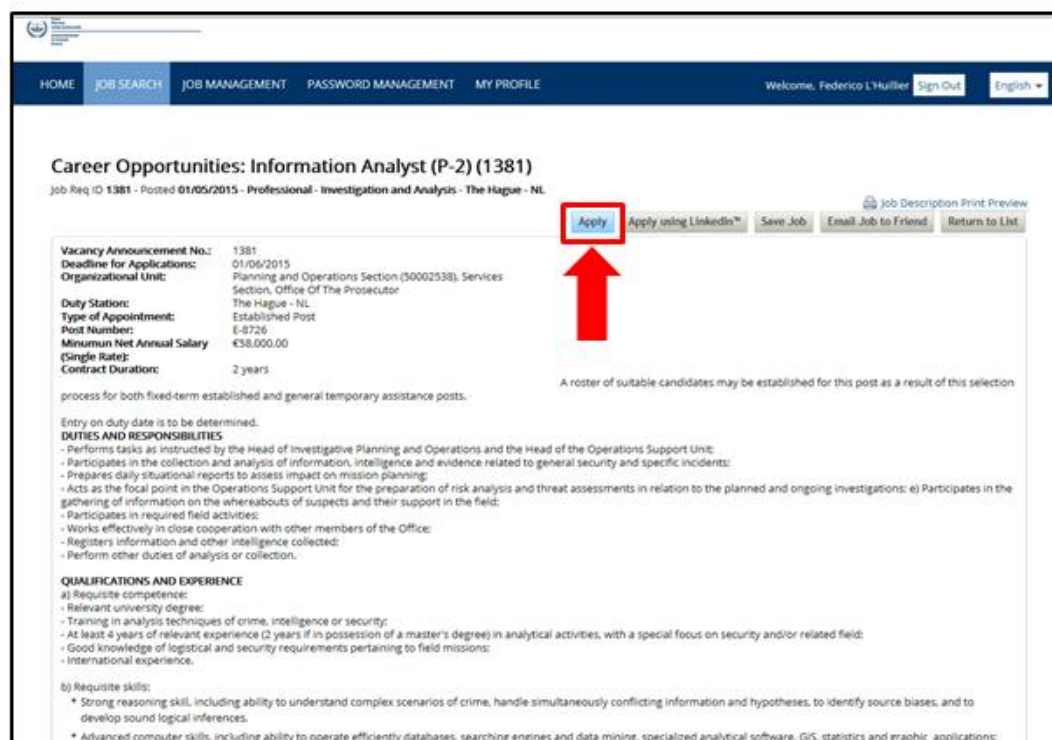 HOME JOB SEARCH JOB MANAGEMENT PASSWORD MANAGEMENT MY PROFILE Welcome, Federico L'Huillier Sign Out English
Career Opportunities: Information Analyst (P-2) (1381)
Job Req ID 1381 - Posted 01/05/2015 - Professional - Investigation and Analysis - The Hague - NL
Job Description Print Preview
Apply Apply using LinkedIn™ Save Job Email Job to Friend Return to List
Vacancy Announcement No.: 1381
Deadline for Applications: 01/06/2015
Organizational Unit: Planning and Operations Section (50002538), Services
Section, Office Of The Prosecutor
Duty Station: The Hague - NL
Type of Appointment: Established Post
Post Number: E-8726
Minumun Net Annual Salary €58,000.00
(Single Rate):
Contract Duration: 2 years
A roster of suitable candidates may be established for this post as a result of this selection
process for both fixed-term established and general temporary assistance posts.
Entry on duty date is to be determined.
DUTIES AND RESPONSIBILITIES
- Performs tasks as instructed by the Head of Investigative Planning and Operations and the Head of the Operations Support Unit;
- Participates in the collection and analysis of information, intelligence and evidence related to general security and specific incidents;
- Prepares daily situational reports to assess impact on mission planning;
- Acts as the focal point in the Operations Support Unit for the preparation of risk analysis and threat assessments in relation to the planned and ongoing investigations; e) Participates in the
gathering of information on the whereabouts of suspects and their support in the field;
- Participates in required field activities;
- Works effectively in close cooperation with other members of the Office;
- Registers information and other intelligence collected;
- Perform other duties of analysis or collection.
QUALIFICATIONS AND EXPERIENCE
a) Requisite competence:
- Relevant university degree;
- Training in analysis techniques of crime, intelligence or security;
- At least 4 years of relevant experience (2 years if in possession of a master's degree) in analytical activities, with a special focus on security and/or related field;
- Good knowledge of logistical and security requirements pertaining to field missions;
- International experience.
b) Requisite skills:
* Strong reasoning skill, including ability to understand complex scenarios of crime, handle simultaneously conflicting information and hypotheses, to identify source biases, and to
develop sound logical inferences.
* Advanced computer skills, including ability to operate efficiently databases, searching engines and data mining, specialized analytical software, GIS, statistics and graphic applications;